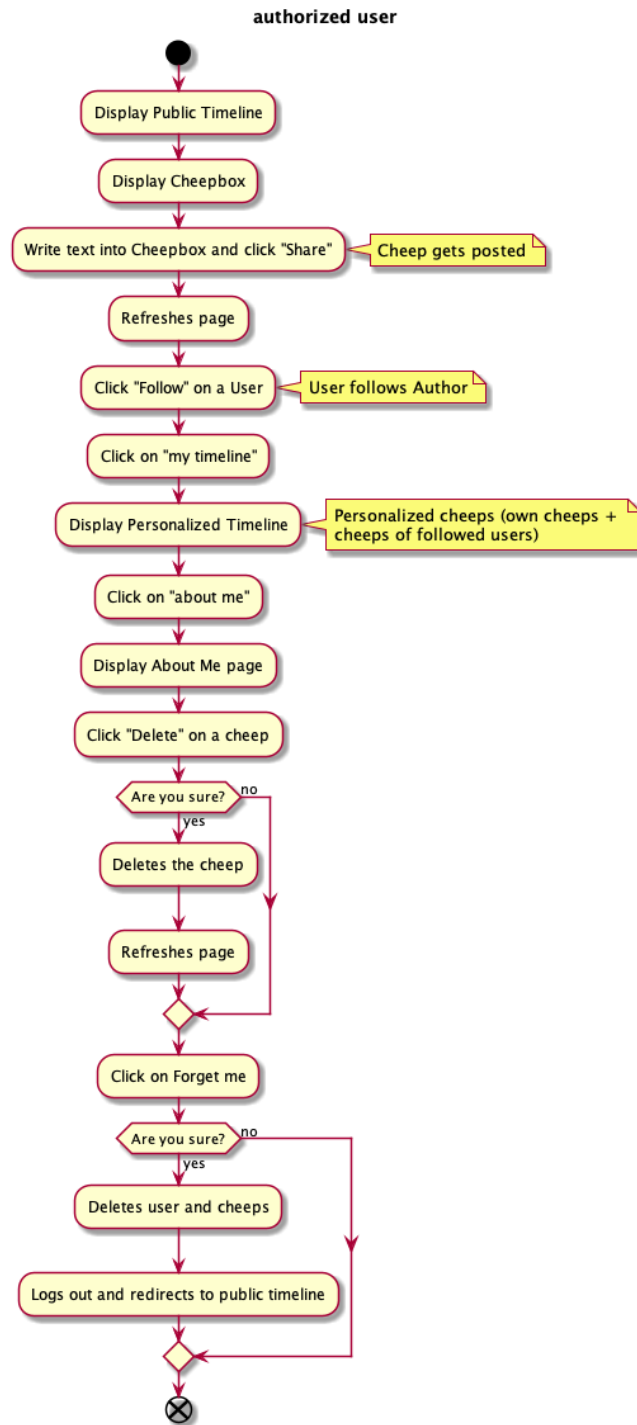 authorized user
Display Public Timeline
Display Cheepbox
Write text into Cheepbox and click "Share"
Cheep gets posted
Refreshes page
Click "Follow" on a User
User follows Author
Click on "my timeline"
Display Personalized Timeline
Personalized cheeps (own cheeps +
cheeps of followed users)
Click on "about me"
Display About Me page
Click "Delete" on a cheep
Are you sure?
no
yes
Deletes the cheep
Refreshes page
Click on Forget me
Are you sure?
no
yes
Deletes user and cheeps
Logs out and redirects to public timeline